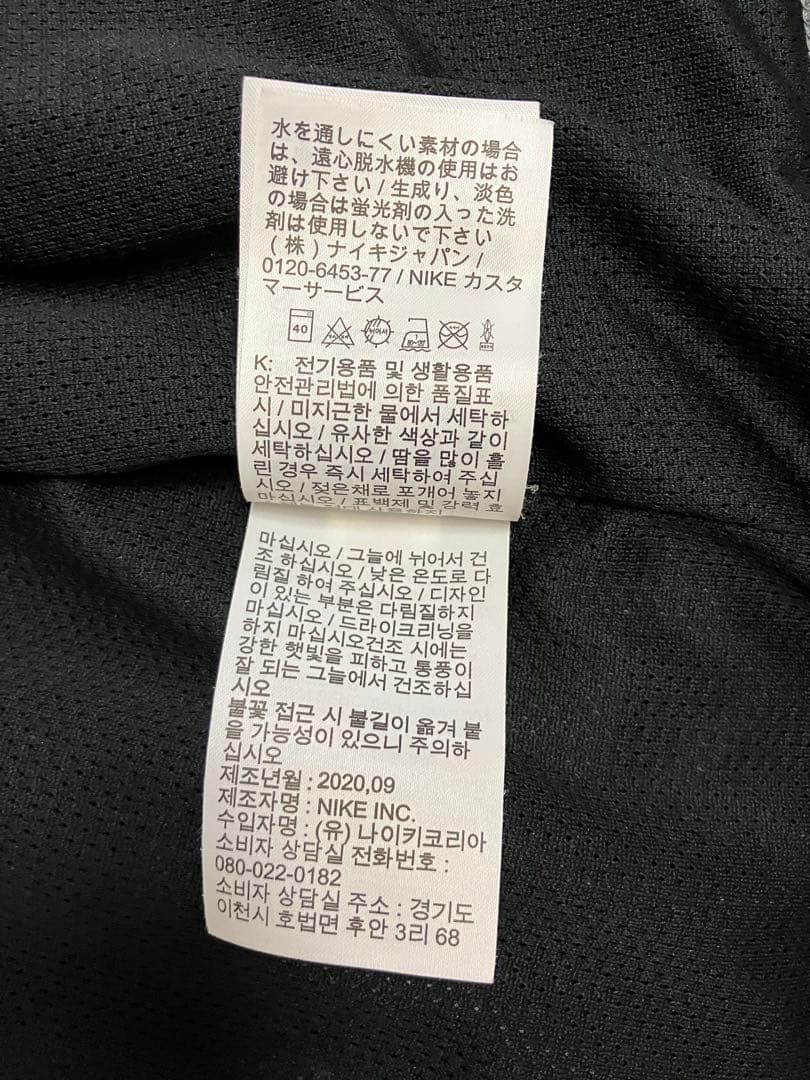 水を通しにくい素材の場合
は、遠心脱水機の使用はお
避け下さい / 生成り、淡色
の場合は蛍光剤の入った洗
剤は使用しないで下さい
(株) ナイキジャパン /
0120-6453-77 / NIKE カスタ
マーサービス
40
뉘어서
80~120
K: 전기용품 및 생활용품
안전관리법에 의한 품질표
시 / 미지근한 물에서 세탁하
십시오 / 유사한 색상과 같이
세탁하십시오 / 땀을 많이 흘
린 경우 즉시 세탁하여 주십
시오 / 젖은채로 포개어 놓지
마십시오 / 표백제 및 강력 효
마십시오 / 그늘에 뉘어서 건
조 하십시오 / 낮은 온도로 다
림질 하여 주십시오 / 디자인
이 있는 부분은 다림질하지
마십시오 / 드라이크리닝을
하지 마십시오건조 시에는
강한 햇빛을 피하고 통풍이
잘 되는 그늘에서 건조하십
시오
불꽃 접근 시 불길이 옮겨 붙
을 가능성이 있으니 주의하
십시오
제조년월 : 2020,09
제조자명 : NIKE INC.
수입자명 : (유) 나이키코리아
소비자 상담실 전화번호 :
080-022-0182
소비자 상담실 주소 : 경기도
이천시 호법면 후안 3리 68